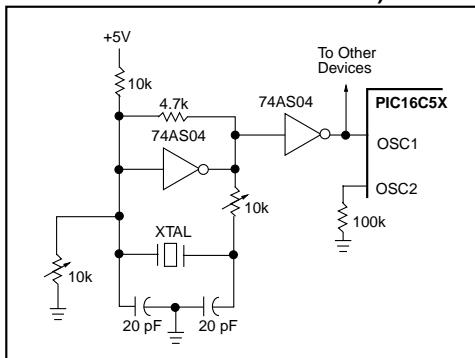 +5V
10k
4.7k
74AS04
74AS04
To Other
Devices
PIC16C5X
OSC1
OSC2
10k
100k
XTAL
10k
20 pF
20 pF